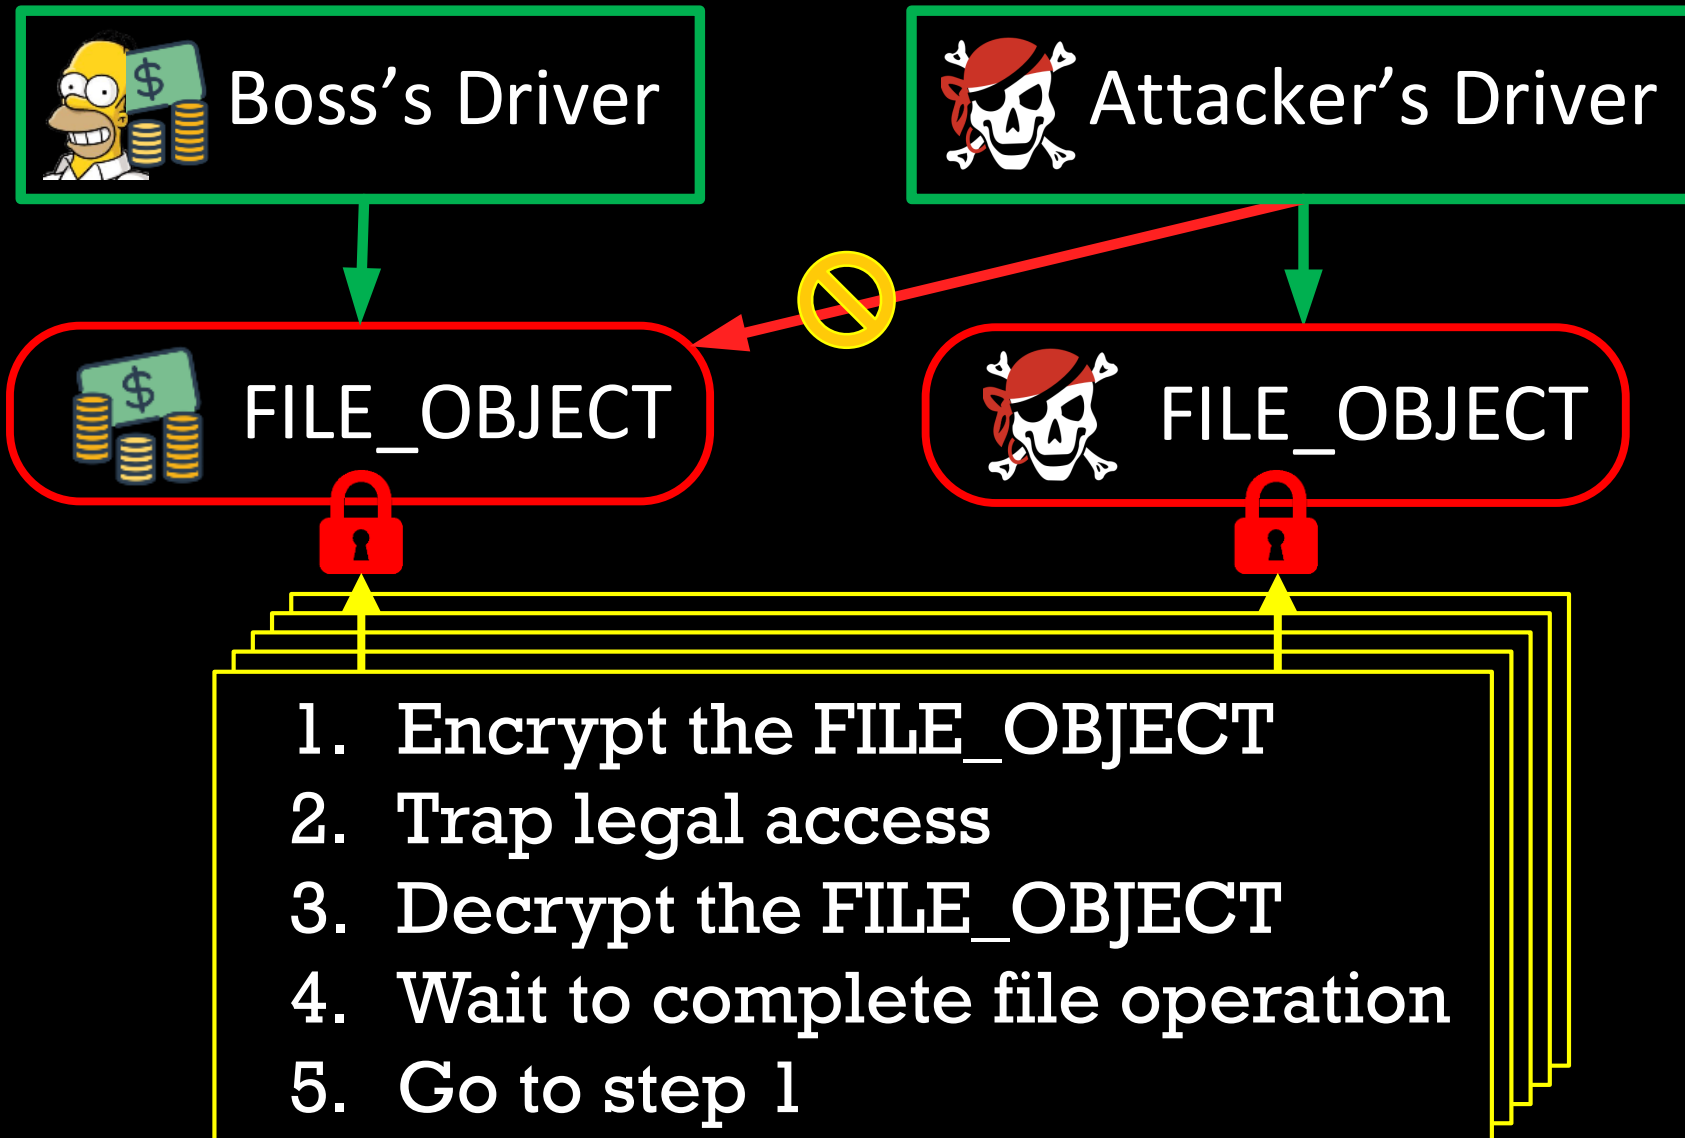 Boss’s Driver
Attacker’s Driver
$
$
FILE_OBJECT
FILE_OBJECT
1. Encrypt the FILE_OBJECT
2. Trap legal access
3. Decrypt the FILE_OBJECT
4. Wait to complete file operation
5. Go to step 1